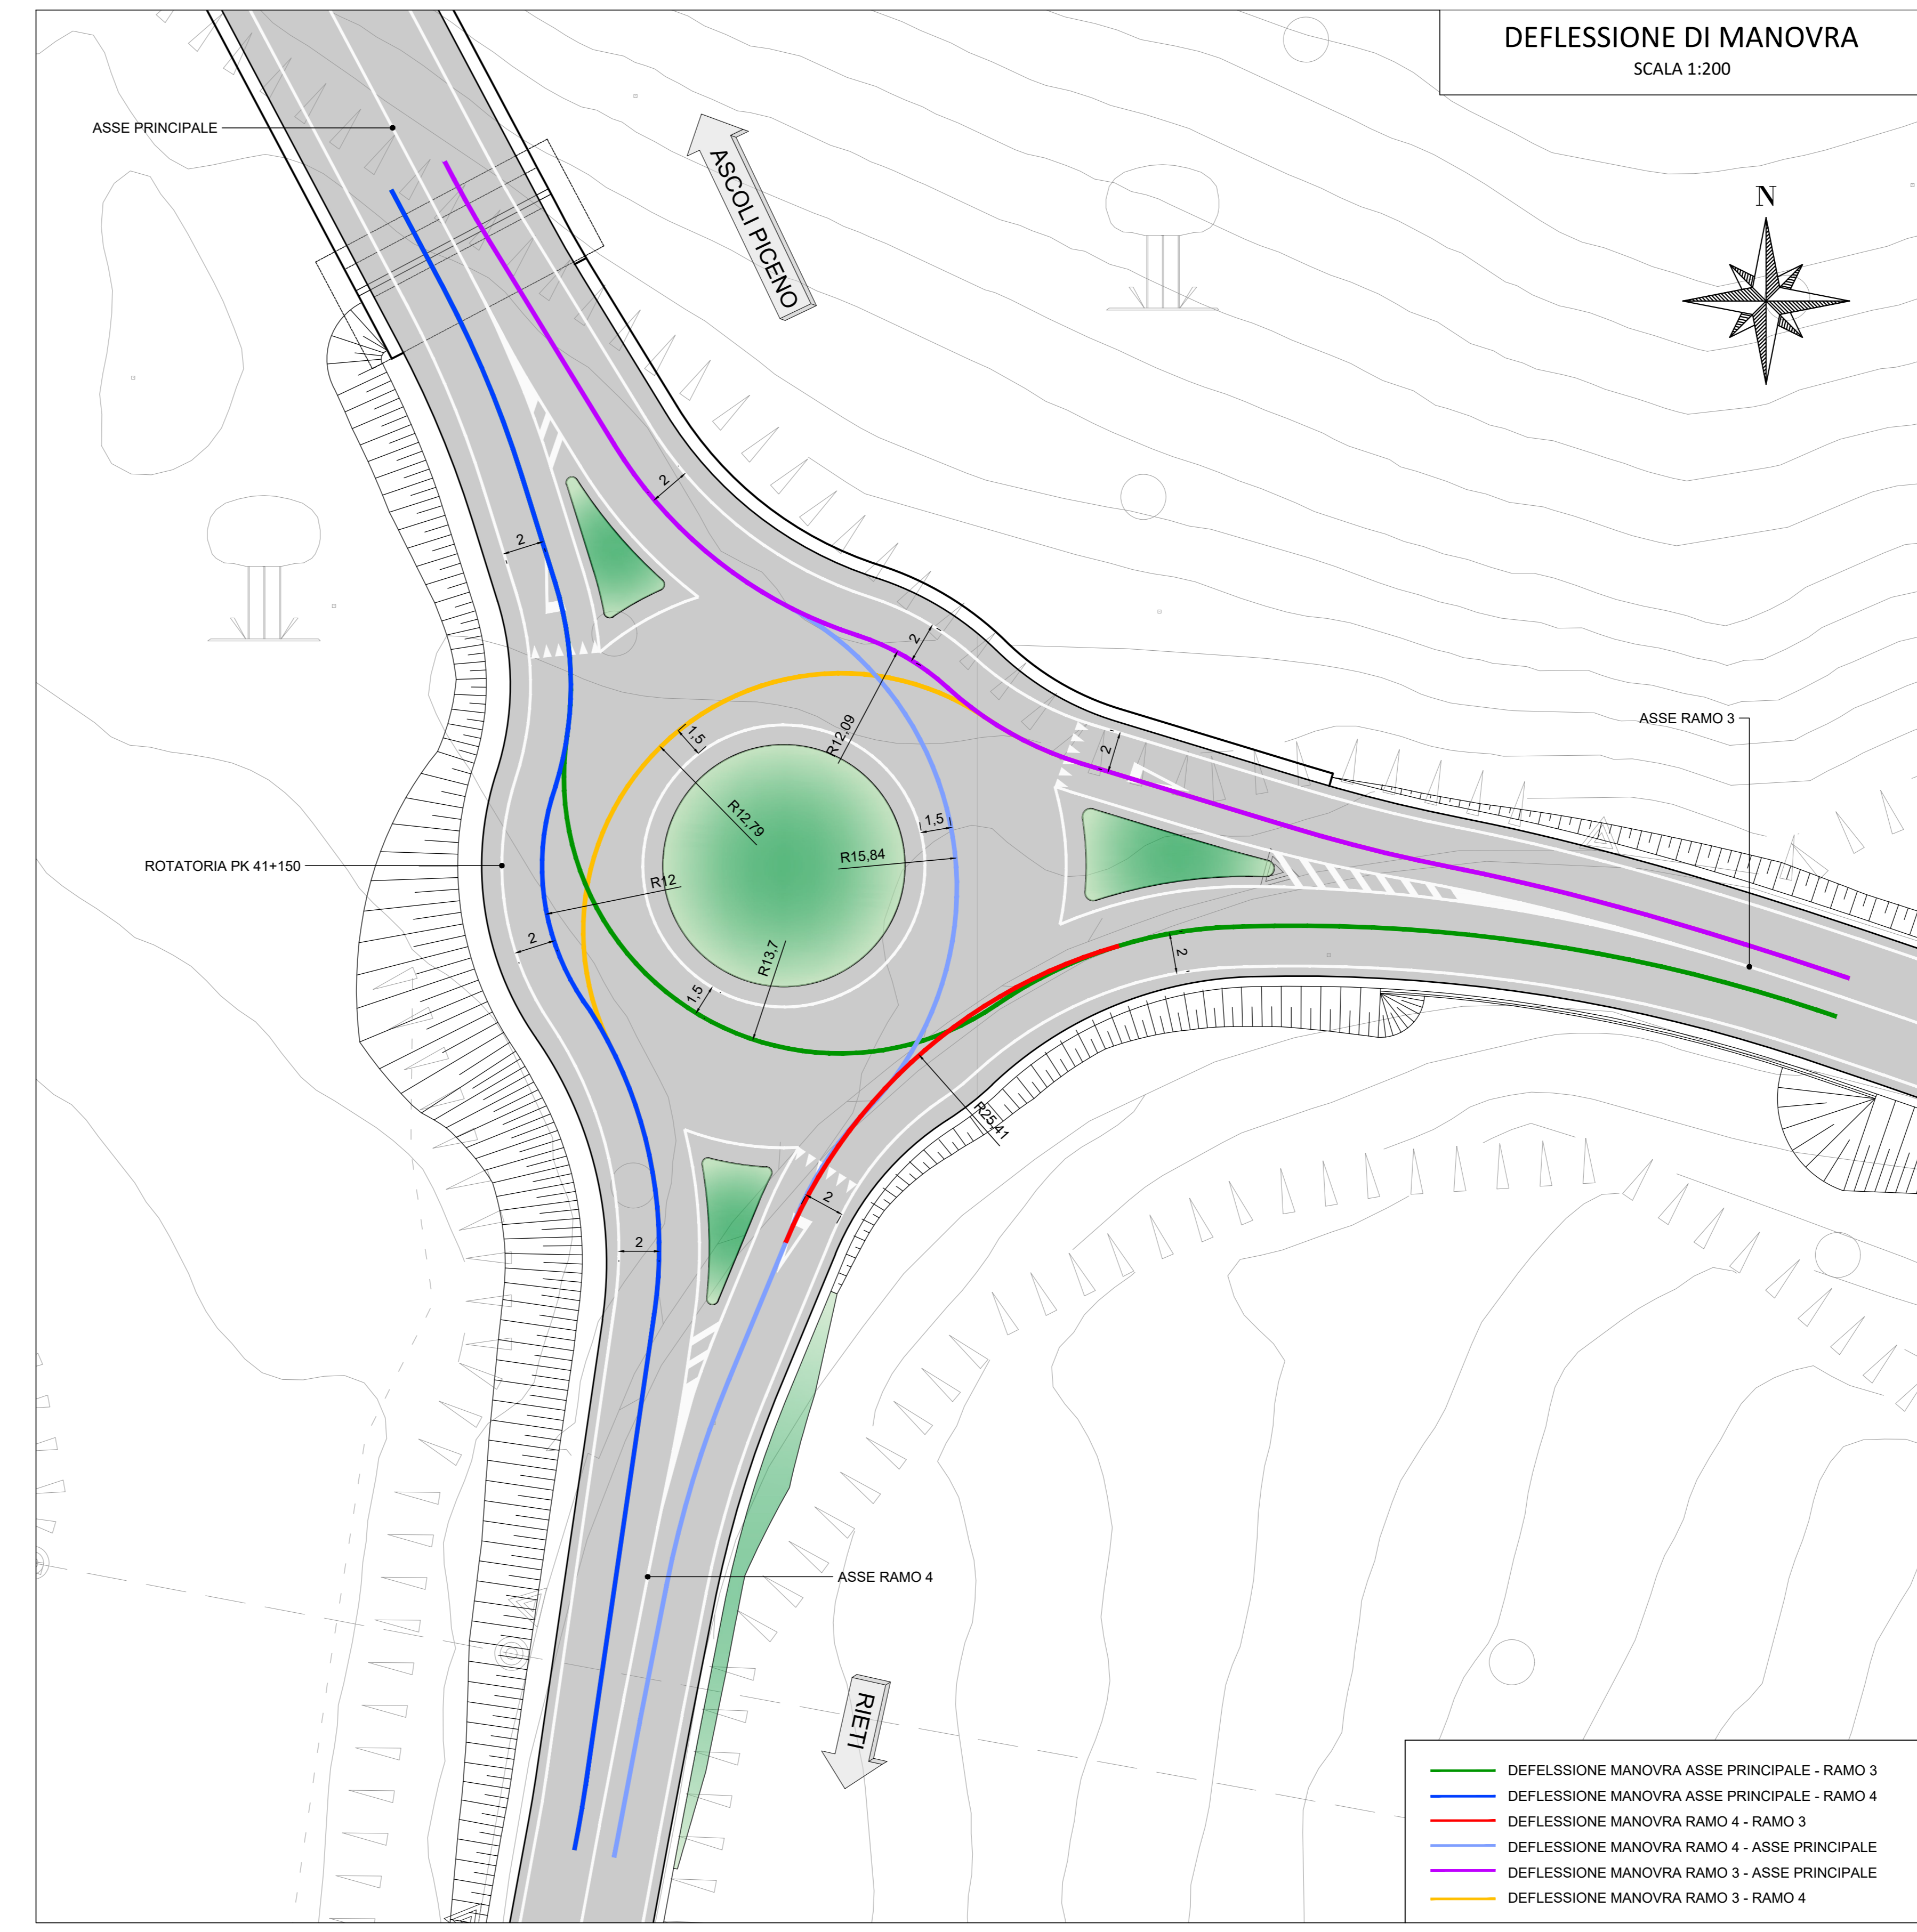 DEFLESSIONE DI MANOVRA
SCALA 1:200
ASSE PRINCIPALE
ASCOLI PICENO
N
2
2
2
R12,09
ASSE RAMO 3
1,5
2
R12,79
1,5
R15,84
ROTATORIA PK 41+150
R12
2
R13,7
2
1,5
R25,41
2
2
ASSE RAMO 4
RIETI
DEFELSSIONE MANOVRA ASSE PRINCIPALE - RAMO 3
DEFLESSIONE MANOVRA ASSE PRINCIPALE - RAMO 4
DEFLESSIONE MANOVRA RAMO 4 - RAMO 3
DEFLESSIONE MANOVRA RAMO 4 - ASSE PRINCIPALE
DEFLESSIONE MANOVRA RAMO 3 - ASSE PRINCIPALE
DEFLESSIONE MANOVRA RAMO 3 - RAMO 4